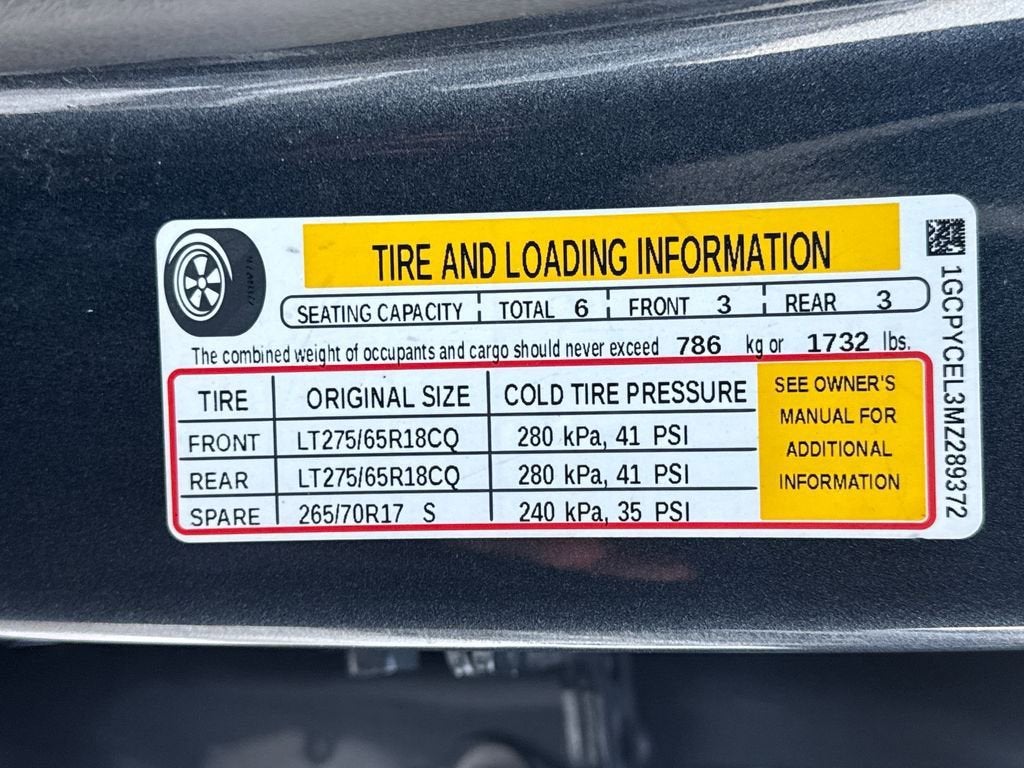 TIRE AND LOADING INFORMATION
SEATING CAPACITY TOTAL 6 FRONT 3 REAR 3
The combined weight of occupants and cargo should never exceed 786 kg or 1732 lbs.
TIRE ORIGINAL SIZE COLD TIRE PRESSURE
FRONT LT275/65R18CQ 280 kPa, 41 PSI
REAR LT275/65R18CQ 280 kPa, 41 PSI
SPARE 265/70R17 S 240 kPa, 35 PSI
SEE OWNER'S
MANUAL FOR
ADDITIONAL
INFORMATION
1GCPYCEL3MZ289372